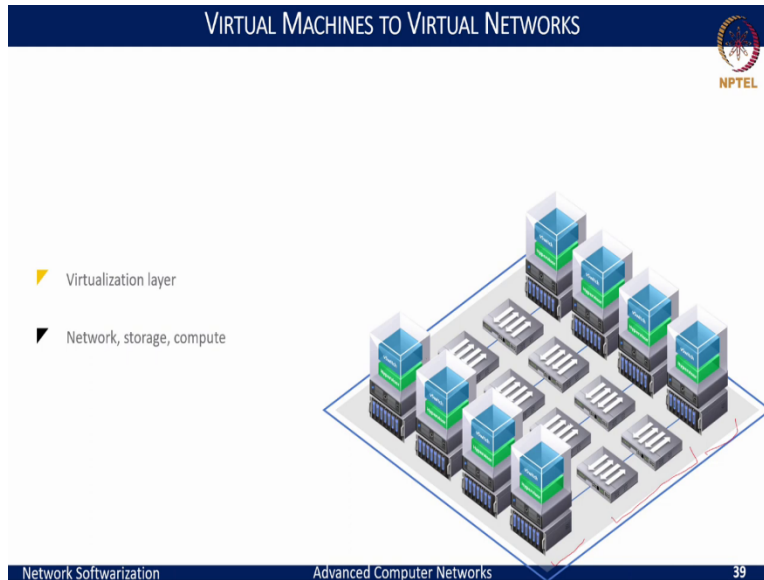 VIRTUAL MACHINES TO VIRTUAL NETWORKS
NPTEL
Virtualization layer
Network, storage, compute
Network Softwarization
Advanced Computer Networks
39